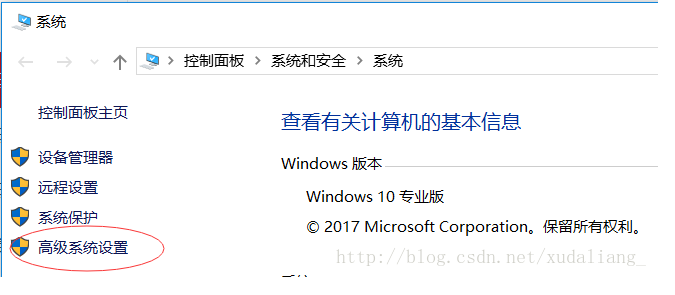 系统
控制面板 > 系统和安全 > 系统
控制面板主页
查看有关计算机的基本信息
设备管理器
Windows 版本
远程设置
Windows 10 专业版
系统保护
© 2017 Microsoft Corporation。保留所有权利。
高级系统设置
http://blog.csdn.net/xudaliang_